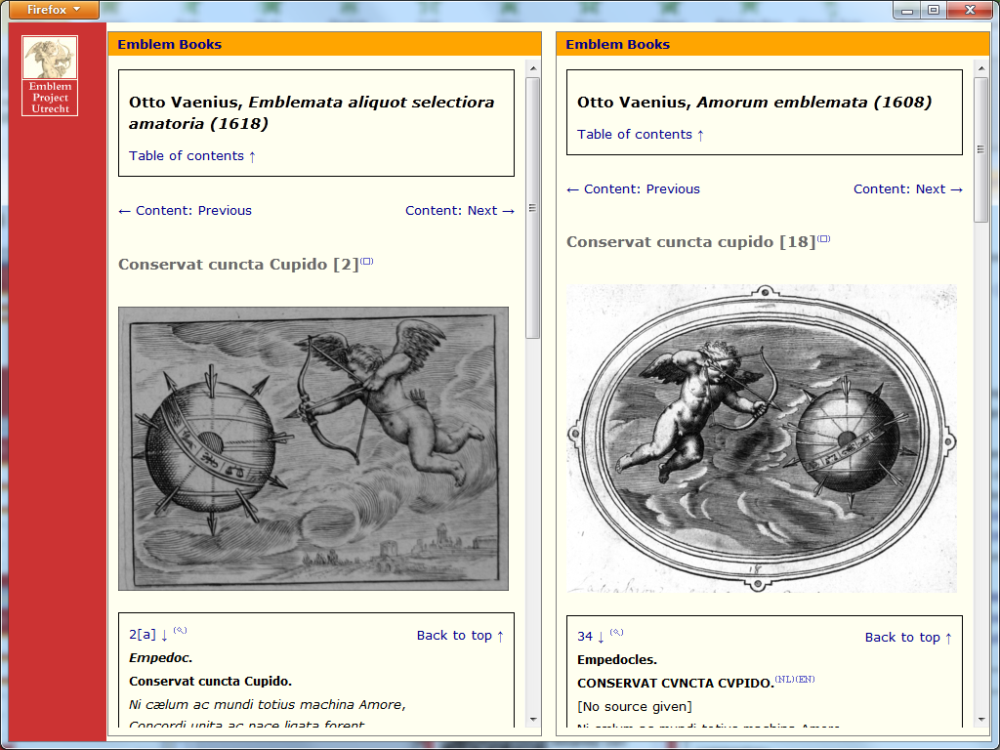 Firefox
Emblem
Project
Utrecht
Emblem Books
Otto Vaenius, Emblemata aliquot selectiora
amatoria (1618)
Table of contents ↑
← Content: Previous
Content: Next →
Conservat cuncta Cupido [2]
2[a] ↓
Back to top ↑
Empedoc.
Conservat cuncta Cupido.
Ni cælum ac mundi totius machina Amore,
Concordi unita ac pace ligata forent
Emblem Books
Otto Vaenius, Amorum emblemata (1608)
Table of contents ↑
← Content: Previous
Content: Next →
Conservat cuncta cupido [18]
18
34 ↓
Back to top ↑
Empedocles.
CONSERVAT CVNCTA CVPIDO.(NL)(EN)
[No source given]
Ni cælum ac mundi totius machina Amore